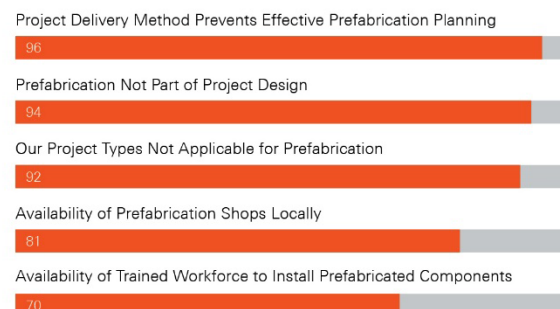 Project Delivery Method Prevents Effective Prefabrication Planning
96
Prefabrication Not Part of Project Design
94
Our Project Types Not Applicable for Prefabrication
92
Availability of Prefabrication Shops Locally
81
Availability of Trained Workforce to Install Prefabricated Components
70